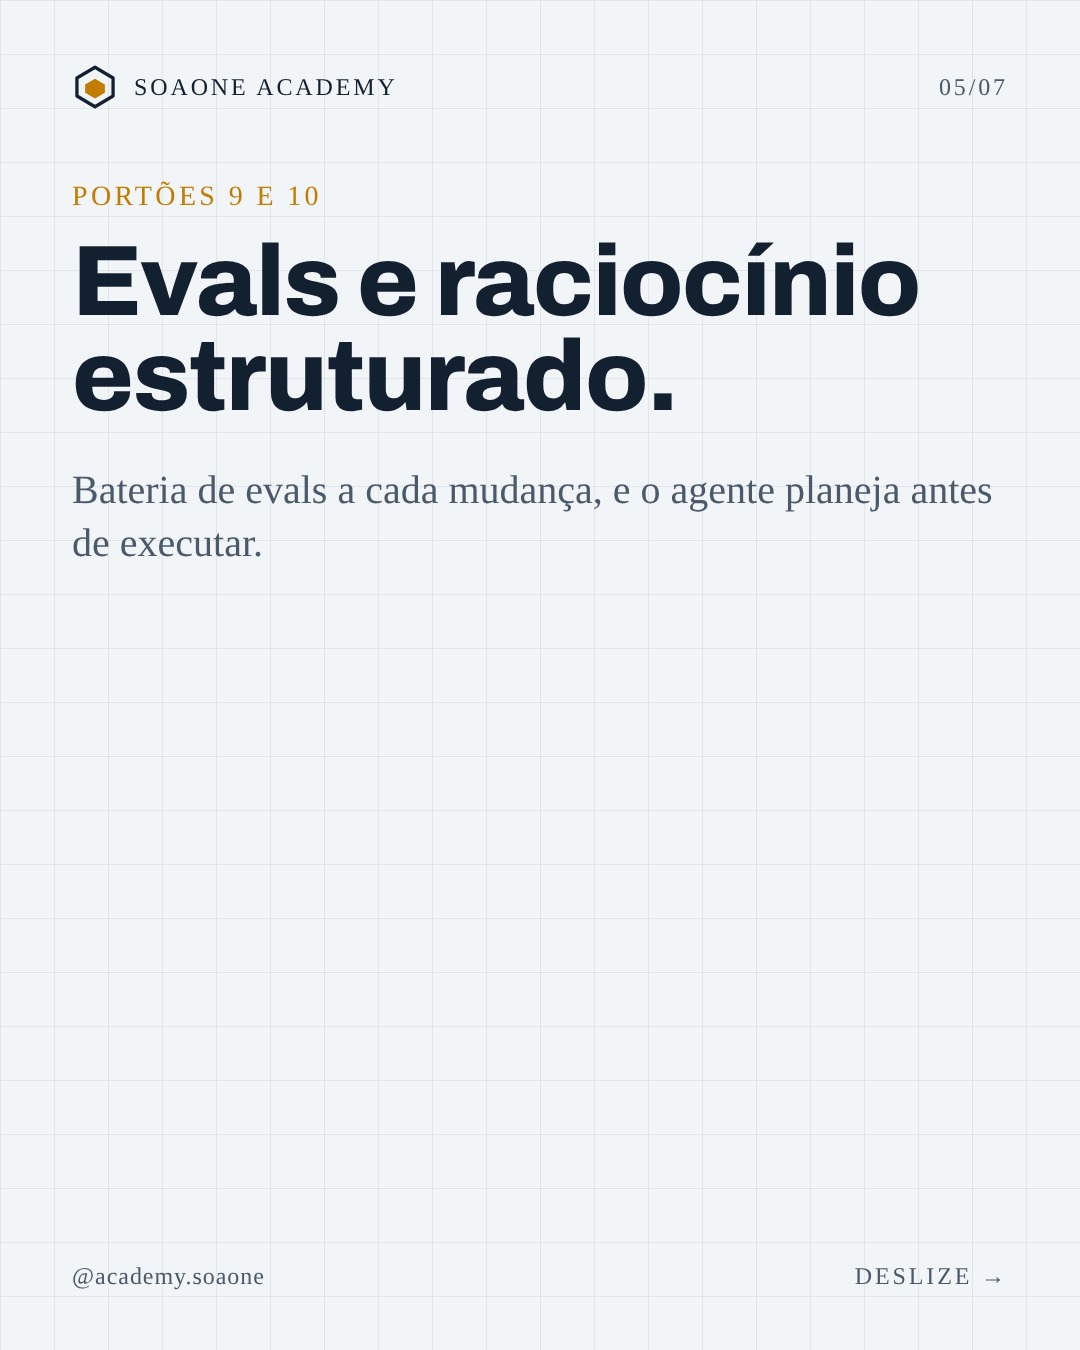 SOAONE ACADEMY
05/07
PORTÕES 9 E 10
Evals e raciocínio
estruturado.
Bateria de evals a cada mudança, e o agente planeja antes
de executar.
@academy.soaone
DESLIZE →